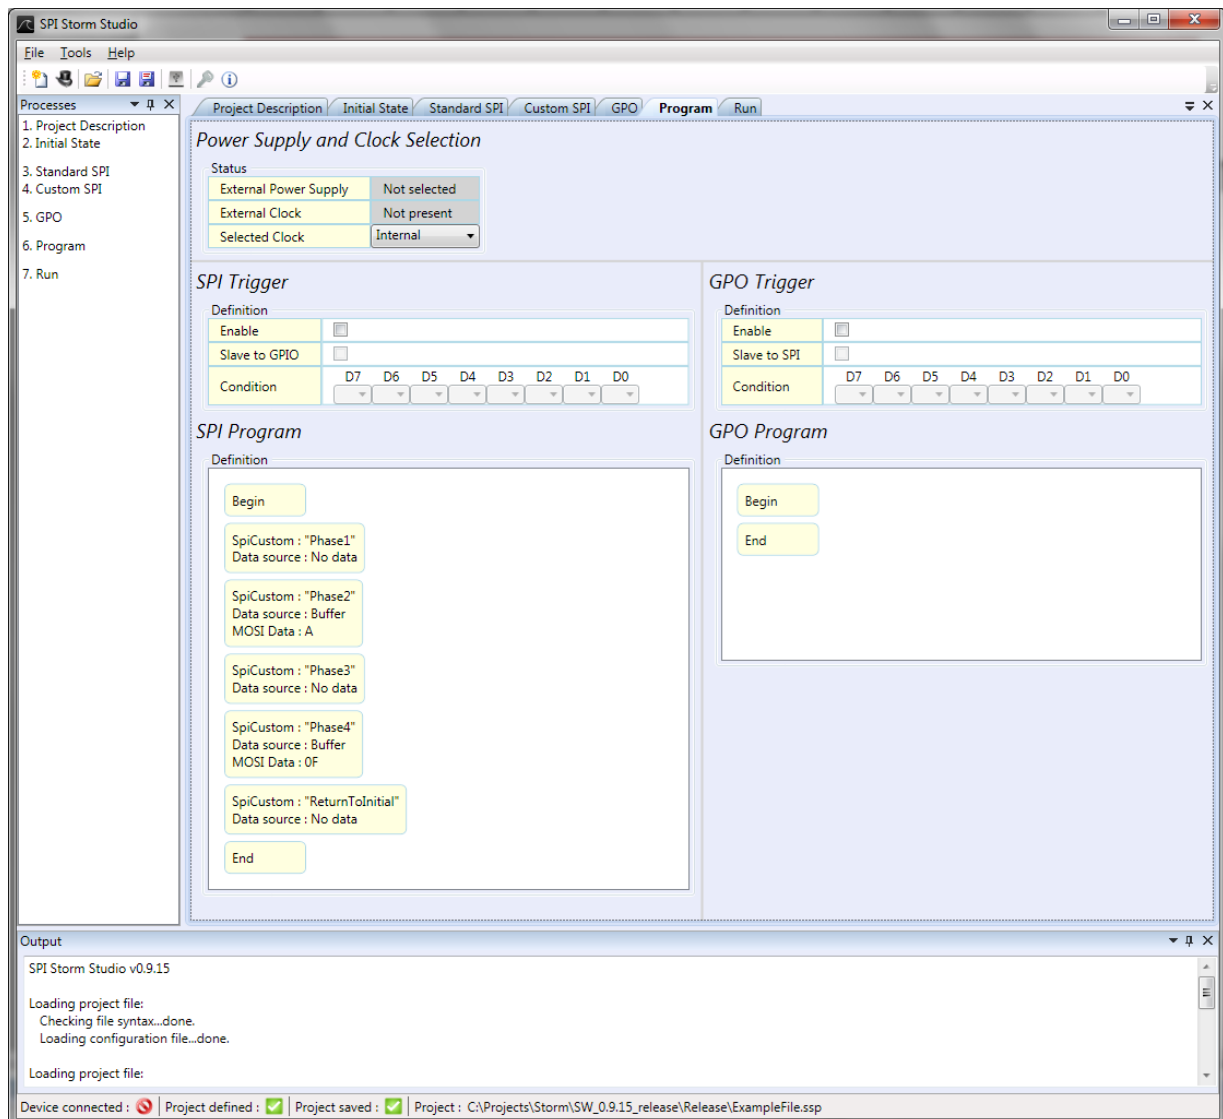 SPI Storm Studio
File Tools Help
Processes
1. Project Description
2. Initial State
3. Standard SPI
4. Custom SPI
5. GPO
6. Program
7. Run
Project Description Initial State Standard SPI Custom SPI GPO Program Run
Power Supply and Clock Selection
Status
External Power Supply Not selected
External Clock Not present
Selected Clock Internal
SPI Trigger
Definition
Enable
Slave to GPIO
Condition D7 D6 D5 D4 D3 D2 D1 D0
SPI Program
Definition
Begin
SpiCustom : "Phase1"
Data source : No data
SpiCustom : "Phase2"
Data source : Buffer
MOSI Data : A
SpiCustom : "Phase3"
Data source : No data
SpiCustom : "Phase4"
Data source : Buffer
MOSI Data : 0F
SpiCustom : "ReturnToInitial"
Data source : No data
End
GPO Trigger
Definition
Enable
Slave to SPI
Condition D7 D6 D5 D4 D3 D2 D1 D0
GPO Program
Definition
Begin
End
Output
SPI Storm Studio v0.9.15
Loading project file:
Checking file syntax...done.
Loading configuration file...done.
Loading project file:
Device connected : Project defined : Project saved : Project : C:\Projects\Storm\SW_0.9.15_release\Release\ExampleFile.ssp